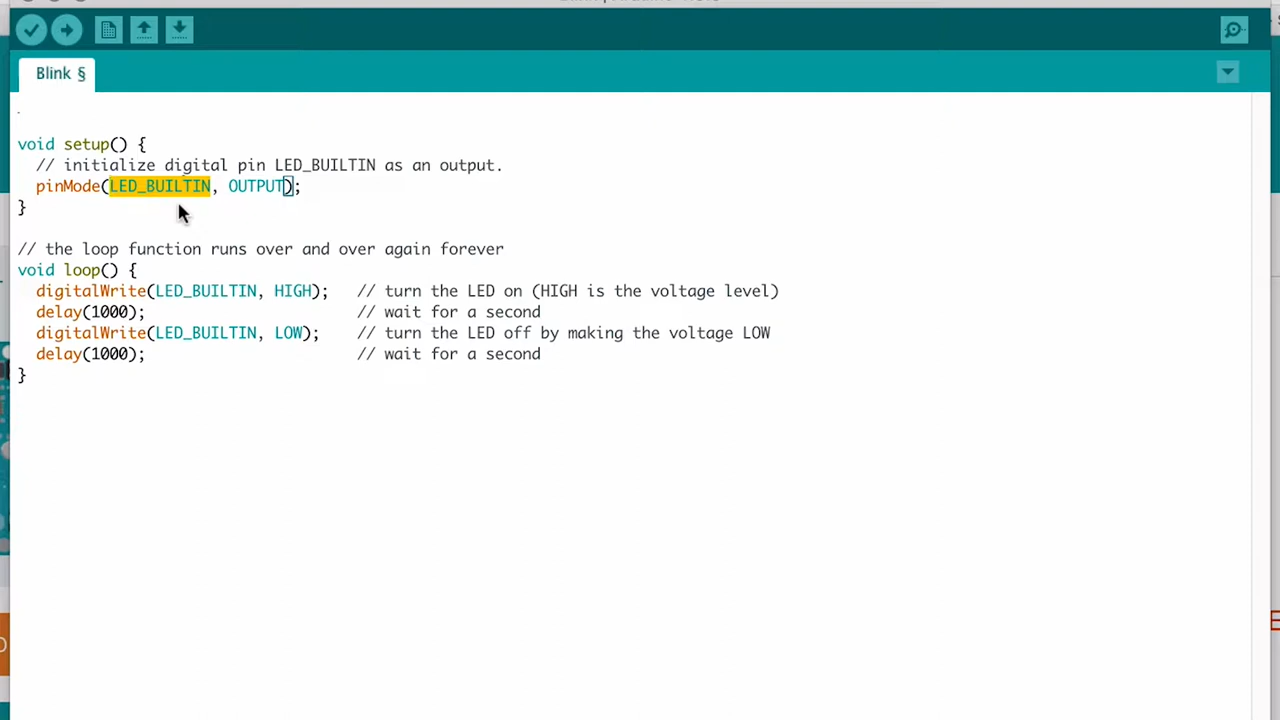 Blink §
void setup() {
// initialize digital pin LED_BUILTIN as an output.
pinMode(LED_BUILTIN, OUTPUT);
}
// the loop function runs over and over again forever
void loop() {
digitalWrite(LED_BUILTIN, HIGH);   // turn the LED on (HIGH is the voltage level)
delay(1000);                       // wait for a second
digitalWrite(LED_BUILTIN, LOW);    // turn the LED off by making the voltage LOW
delay(1000);                       // wait for a second
}